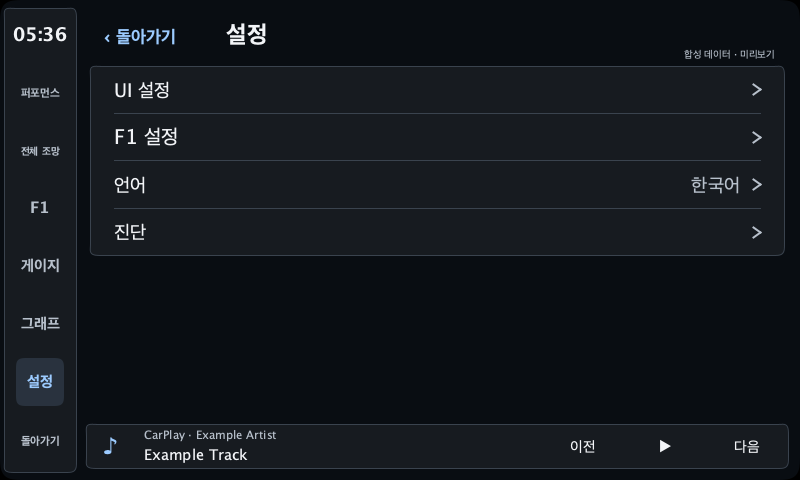 05:36
퍼포먼스
전체 조망
F1
게이지
그래프
설정
돌아가기
‹ 돌아가기
설정
합성 데이터 · 미리보기
UI 설정
F1 설정
언어 한국어
진단
CarPlay · Example Artist
Example Track
이전
다음